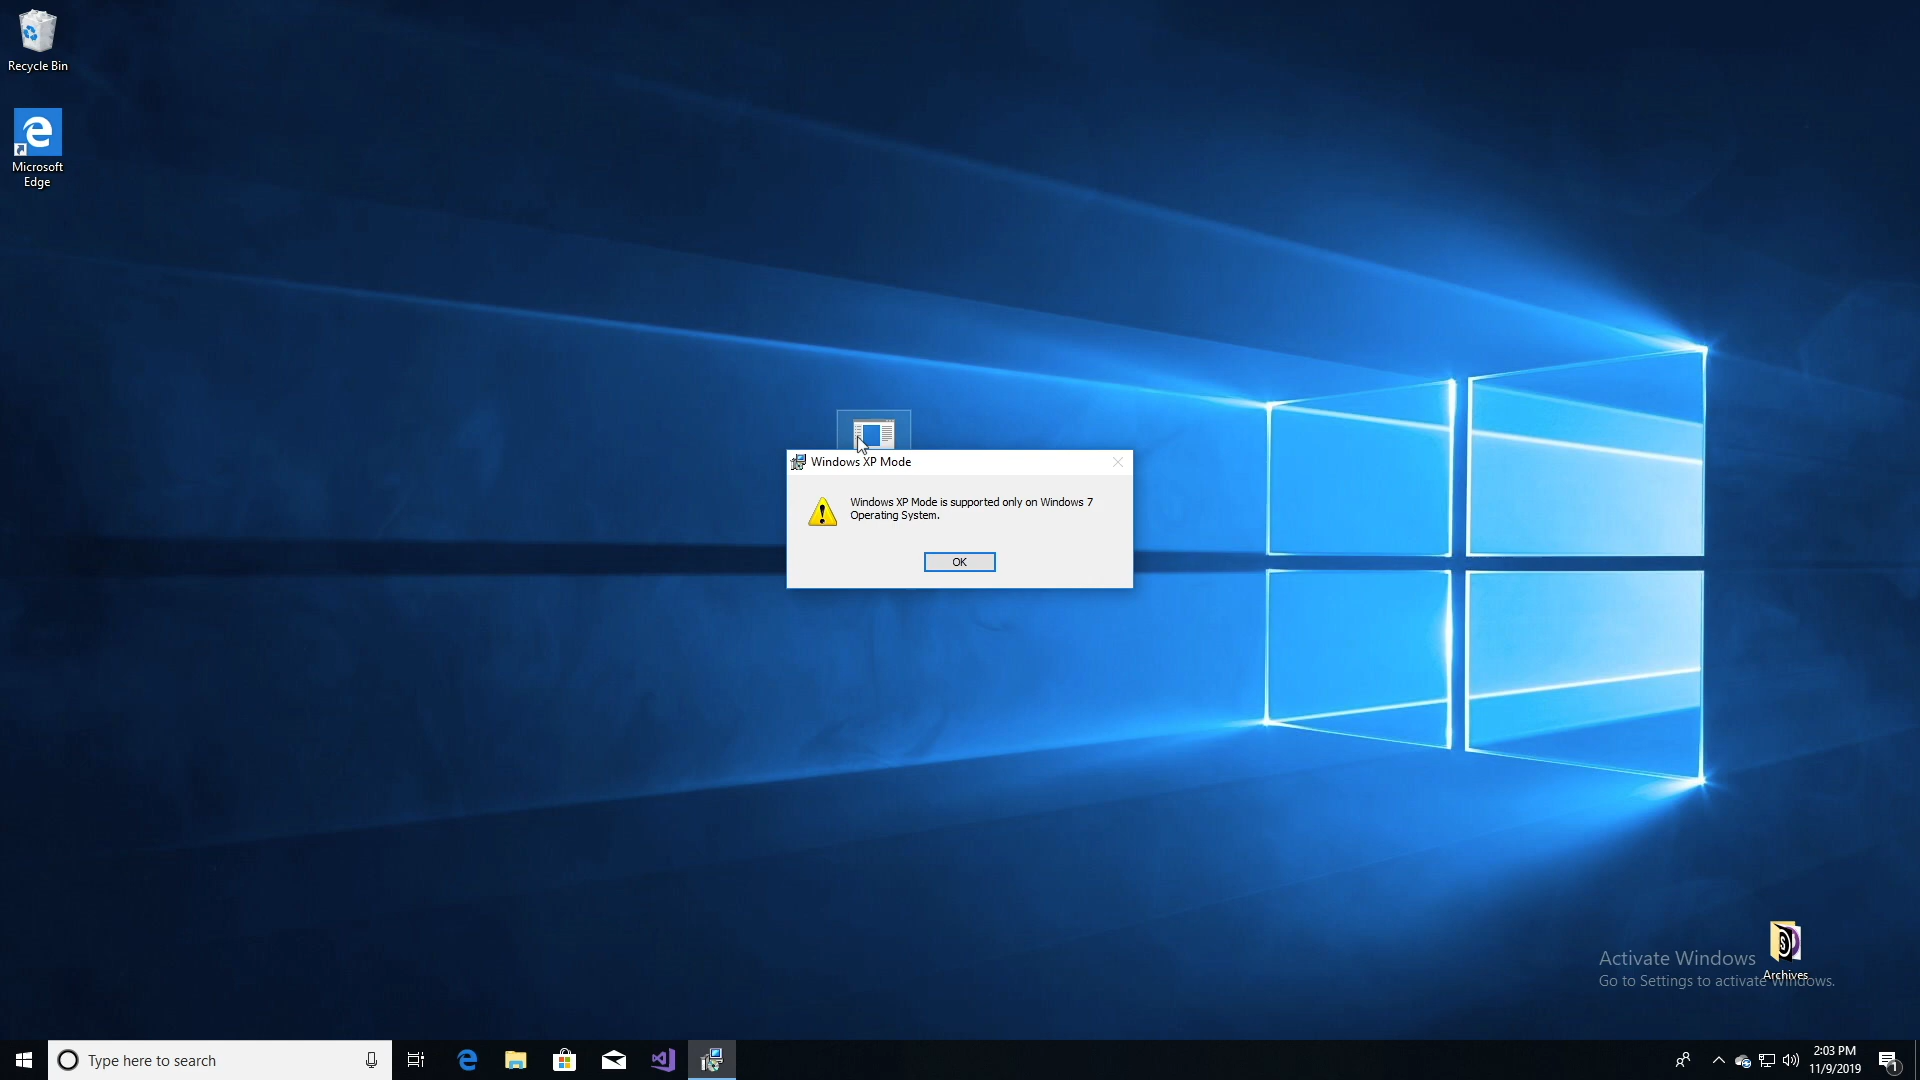 Recycle Bin
Microsoft
Edge
Windows XP Mode
Windows XP Mode is supported only on Windows 7
Operating System.
OK
Activate Windows
Go to Settings to activate Windows.
Archives
Type here to search
2:03 PM
11/9/2019
1